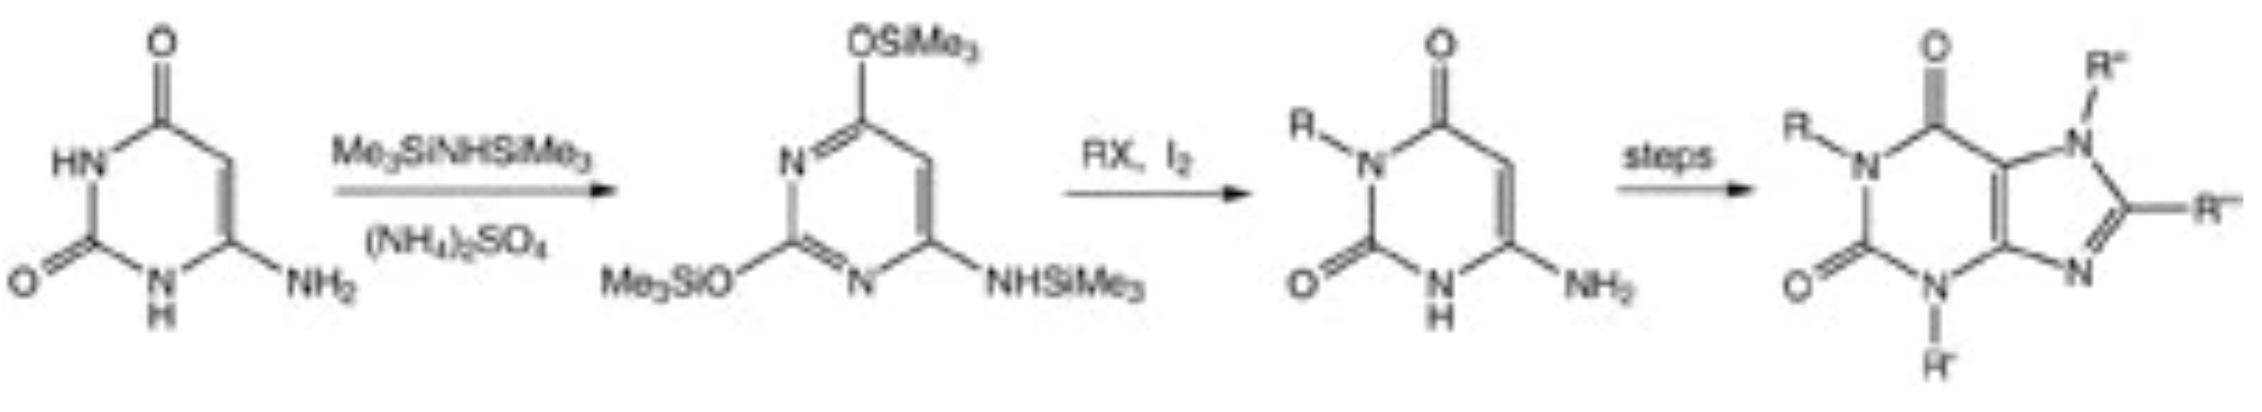 O
HN
O
N
H
NH2
Me3SiNHSiMe3
(NH4)2SO4
OSiMe3
N
Me3SiO
N
NHSiMe3
RX, I2
O
R
N
O
N
H
NH2
steps
O
R"
R
N
N
R'''
O
N
N
R'